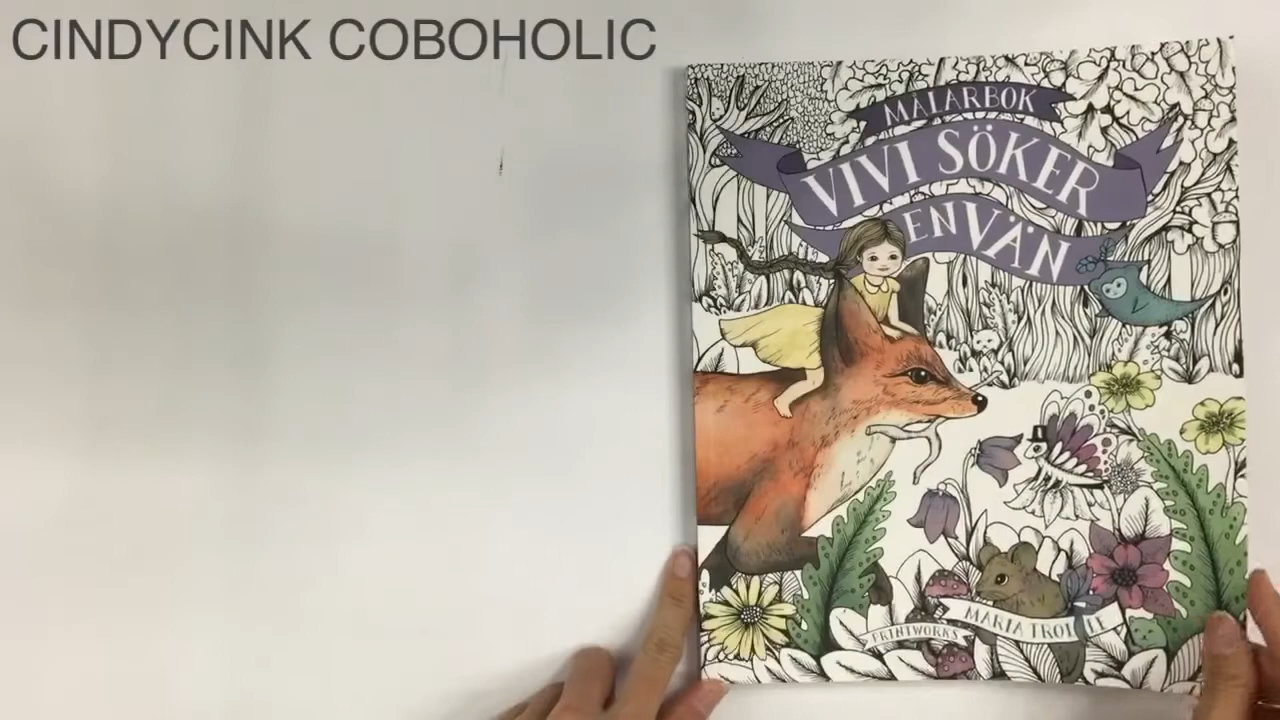 CINDYCINK COBOHOLIC
MÅLARBOK
VIVI SÖKER
EN VÄN
MARIA TROLLE
PRINTWORKS